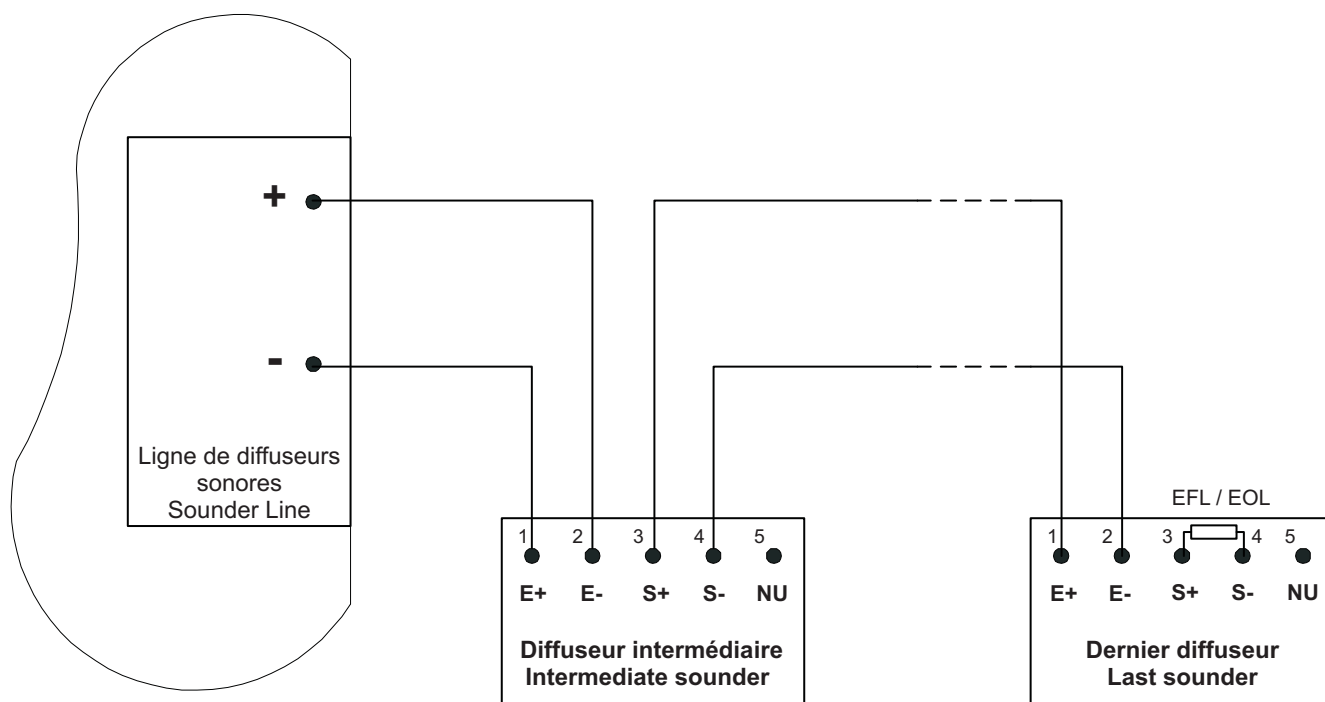 +
-
Ligne de diffuseurs
sonores
Sounder Line
1 2 3 4 5
E+ E- S+ S- NU
Diffuseur intermédiaire
Intermediate sounder
EFL / EOL
1 2 3 4 5
E+ E- S+ S- NU
Dernier diffuseur
Last sounder